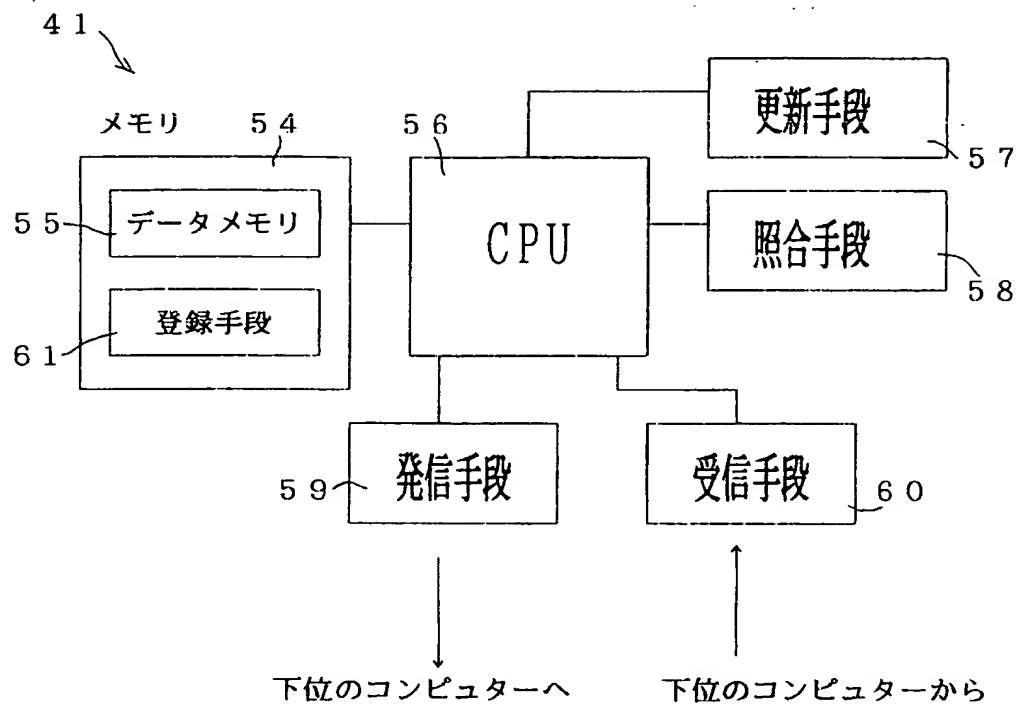 ４１
メモリ
５４
５６
更新手段
５７
５５
データメモリ
CPU
照合手段
５８
登録手段
６１
５９
発信手段
受信手段
６０
下位のコンピュターへ
下位のコンピュターから